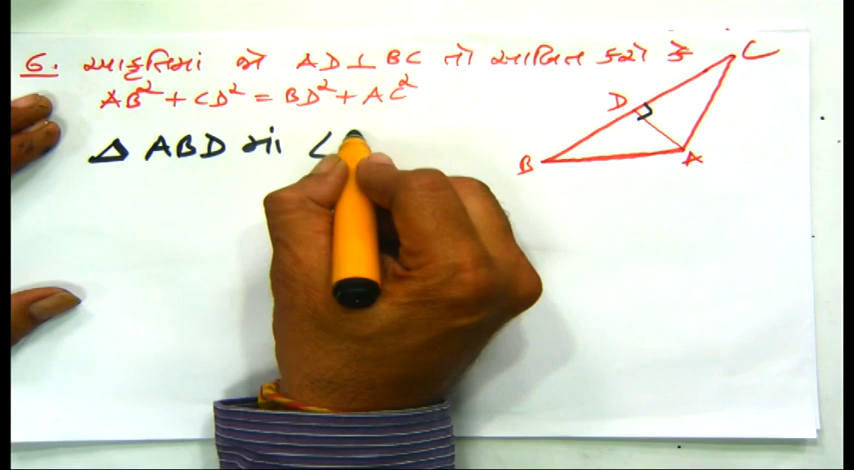 6. આકૃતિમાં જો AD⊥BC તો સાબિત કરો કે
AB² + CD² = BD² + AC²
Δ ABD માં ∠
C
D
B
A